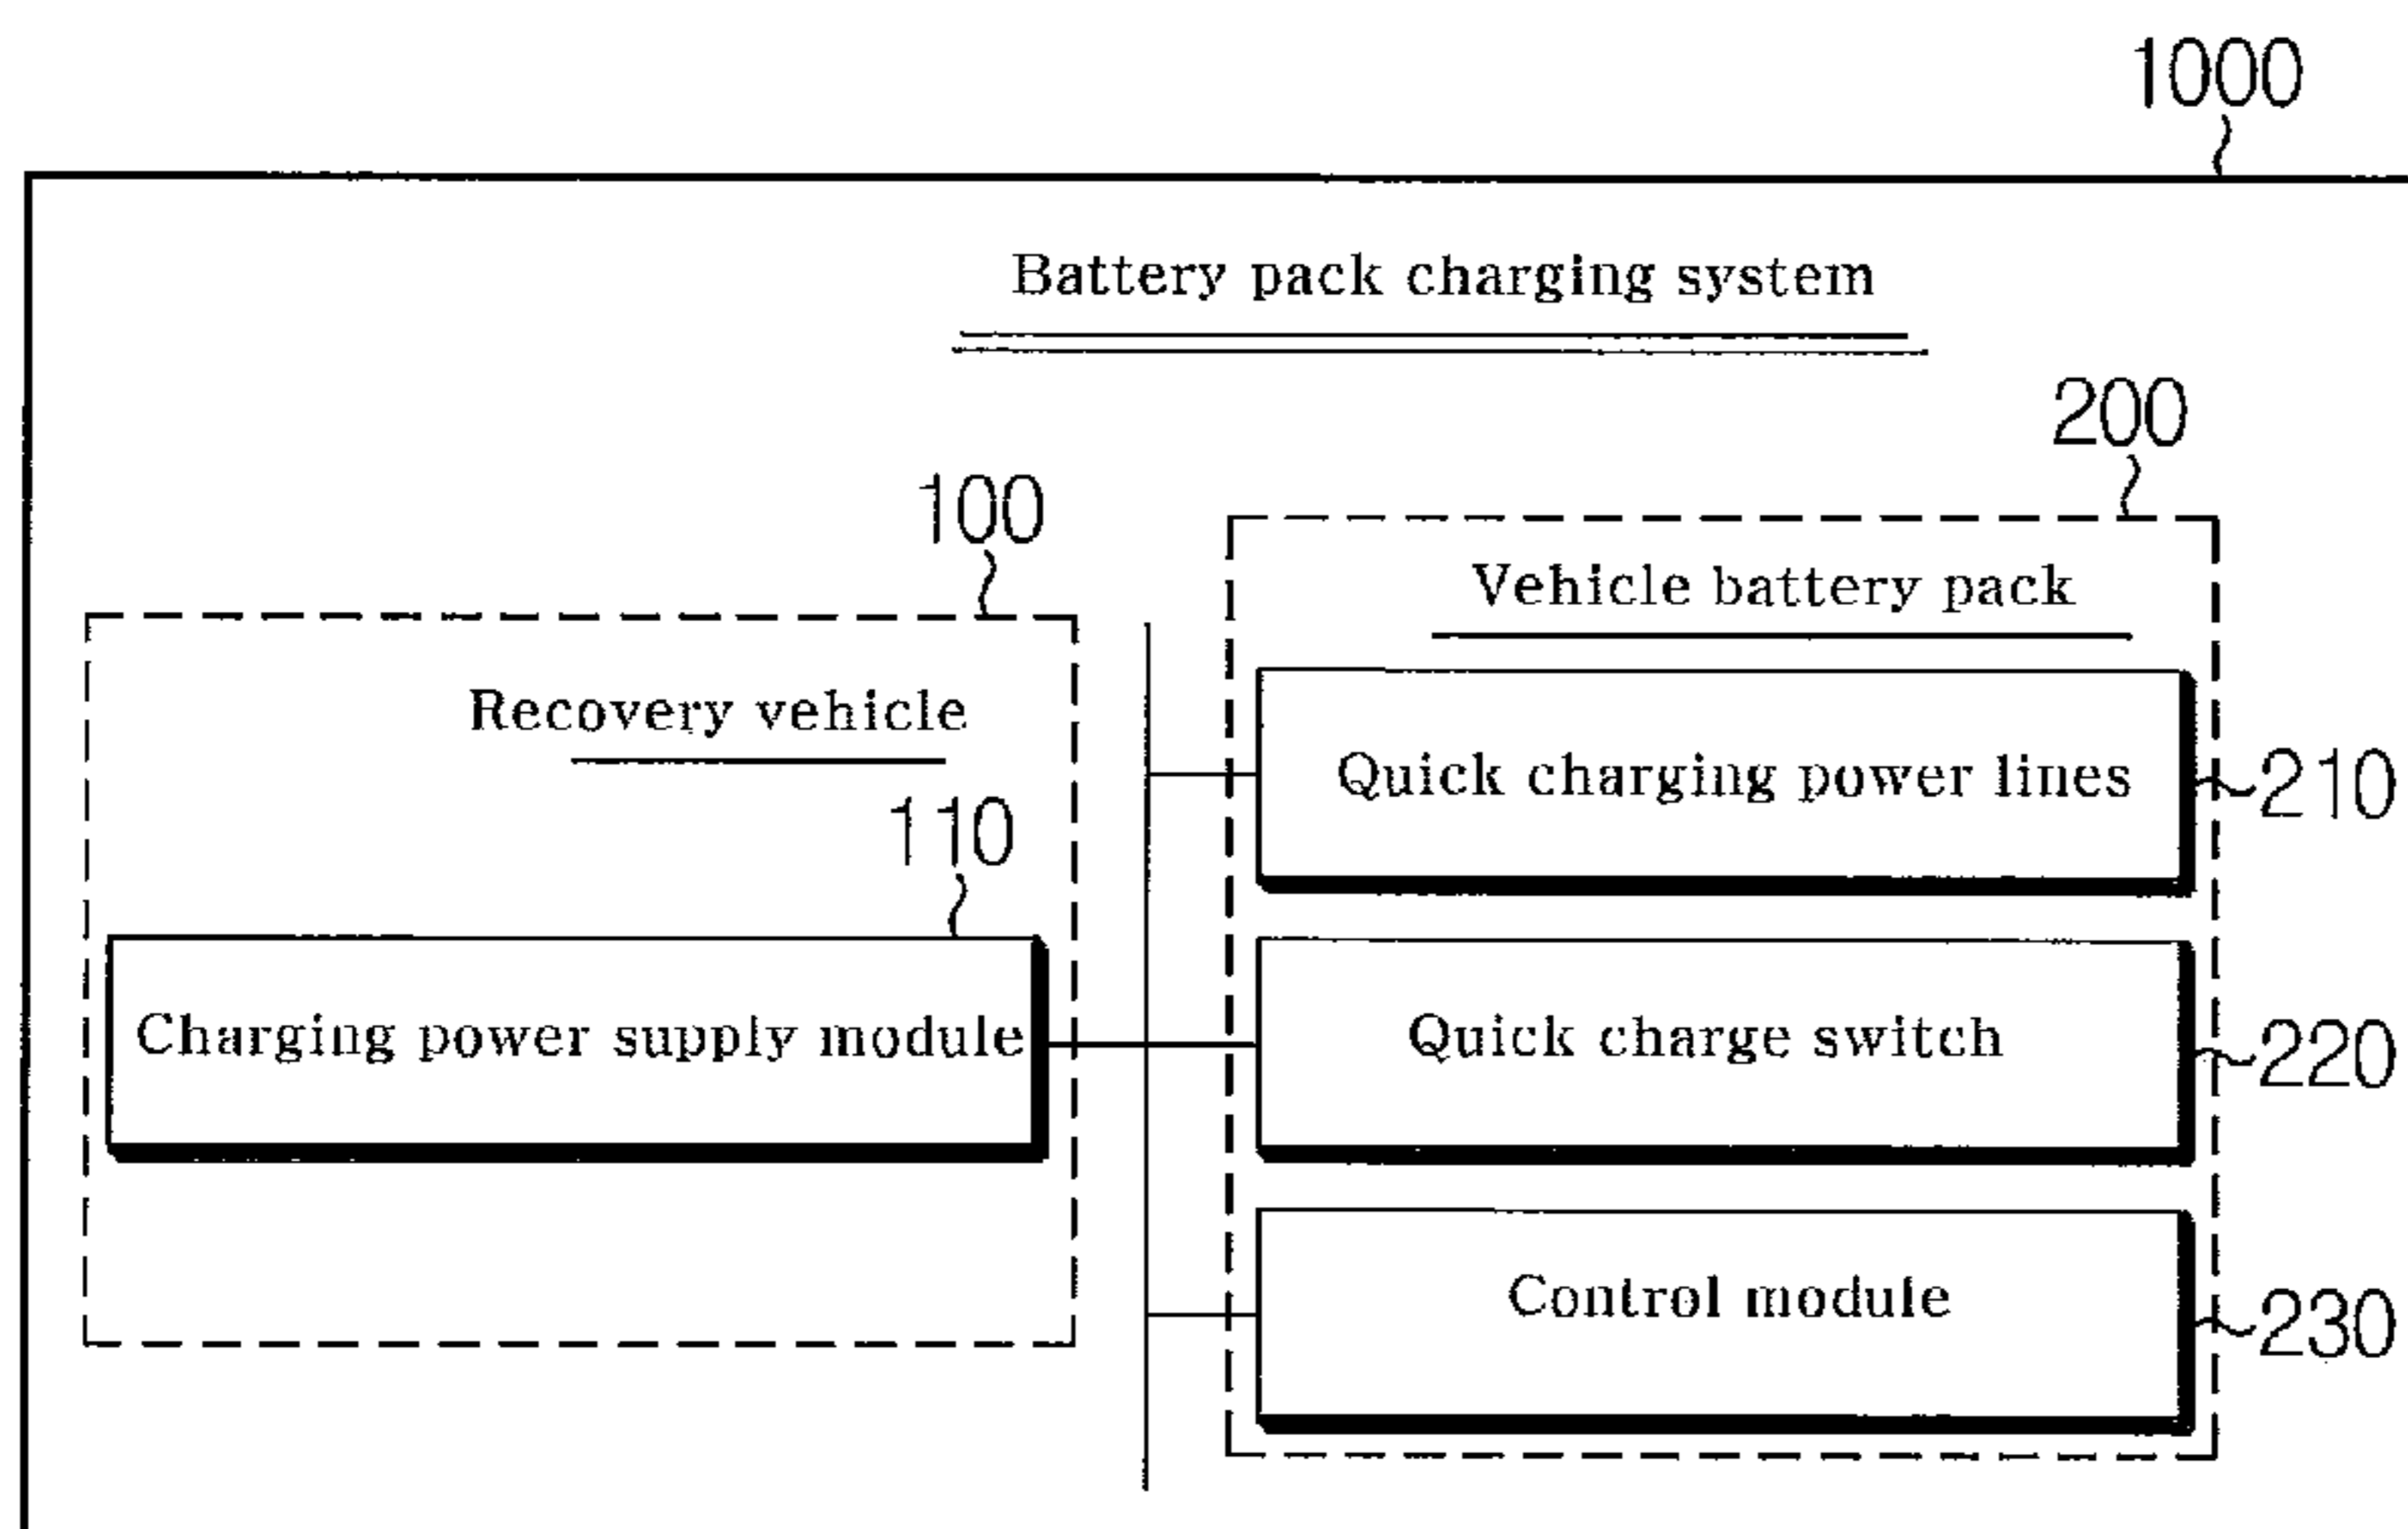 1000
Battery pack charging system
200
100
Vehicle battery pack
Recovery vehicle
Quick charging power lines
210
110
Charging power supply module
Quick charge switch
220
Control module
230